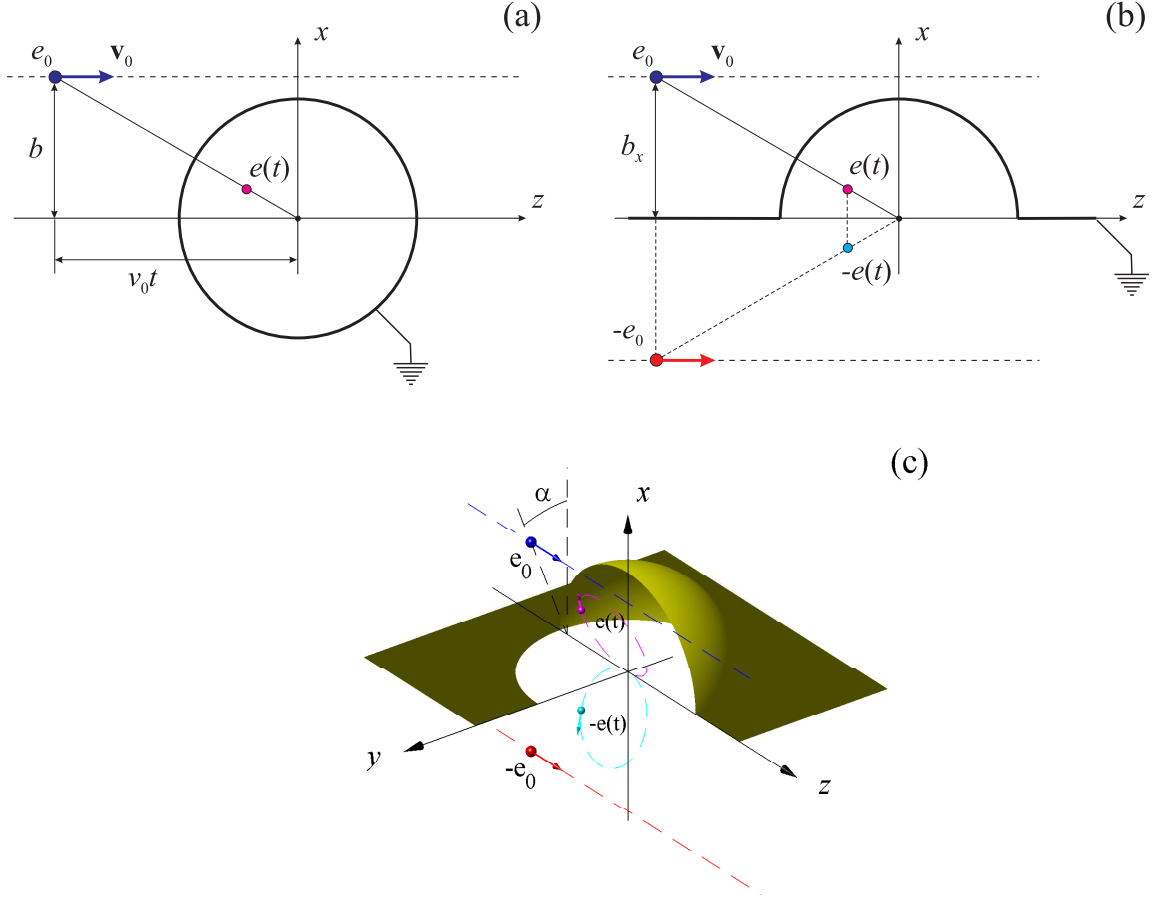 (a)
x
e₀
v₀
b
e(t)
z
v₀t
(b)
x
e₀
v₀
bₓ
e(t)
z
-e(t)
-e₀
(c)
α
x
e₀
e(t)
-e(t)
y
-e₀
z